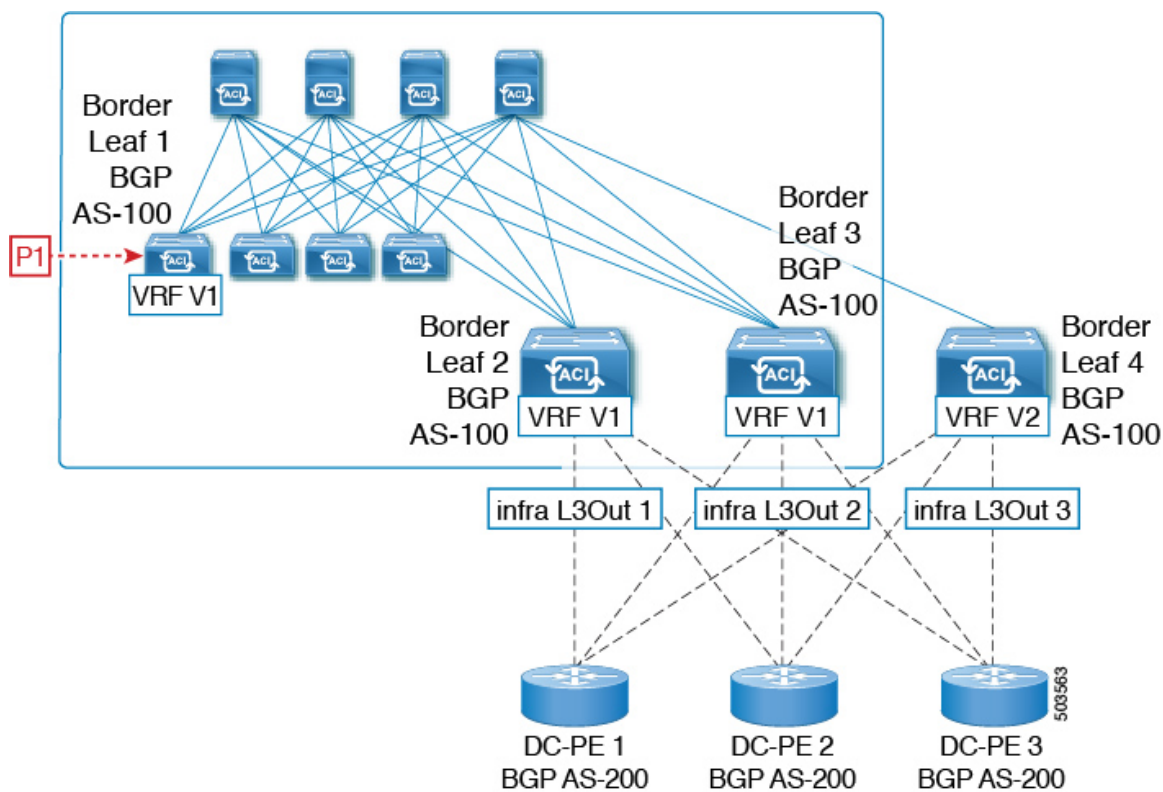 ACI
ACI
ACI
ACI
Border
Leaf 1
BGP
AS-100
P1
ACI
ACI
ACI
ACI
VRF V1
Border
Leaf 2
BGP
AS-100
ACI
VRF V1
Border
Leaf 3
BGP
AS-100
ACI
VRF V1
ACI
VRF V2
Border
Leaf 4
BGP
AS-100
infra L3Out 1
infra L3Out 2
infra L3Out 3
DC-PE 1
BGP AS-200
DC-PE 2
BGP AS-200
DC-PE 3
BGP AS-200
503563